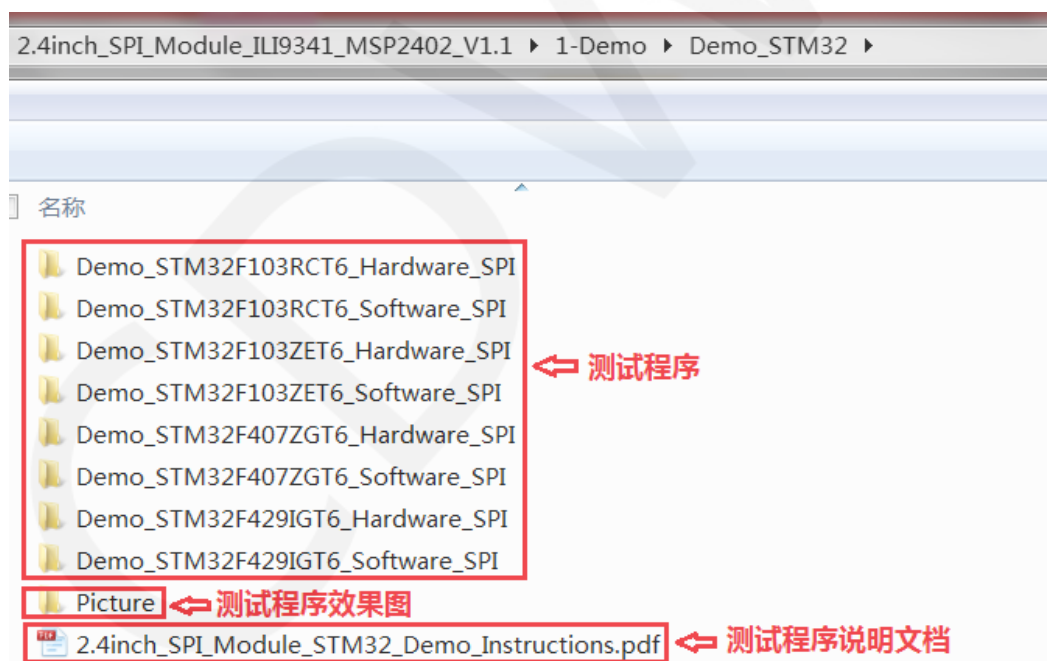 2.4inch_SPI_Module_ILI9341_MSP2402_V1.1 ▸ 1-Demo ▸ Demo_STM32 ▸
名称
Demo_STM32F103RCT6_Hardware_SPI
Demo_STM32F103RCT6_Software_SPI
Demo_STM32F103ZET6_Hardware_SPI
测试程序
Demo_STM32F103ZET6_Software_SPI
Demo_STM32F407ZGT6_Hardware_SPI
Demo_STM32F407ZGT6_Software_SPI
Demo_STM32F429IGT6_Hardware_SPI
Demo_STM32F429IGT6_Software_SPI
Picture 测试程序效果图
2.4inch_SPI_Module_STM32_Demo_Instructions.pdf 测试程序说明文档